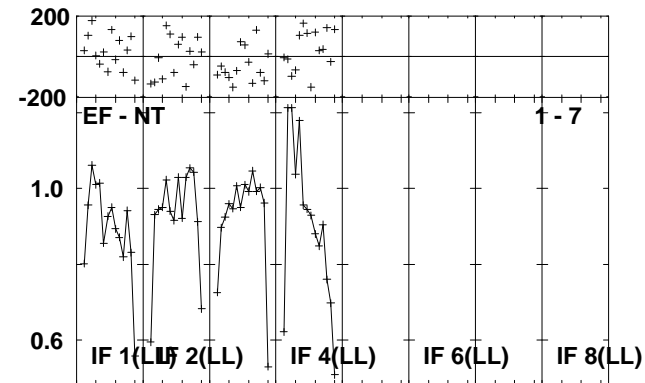 200
-200
EF - NT 1 - 7
1.0
0.6
IF 1(LL) IF 2(LL) IF 4(LL) IF 6(LL) IF 8(LL)